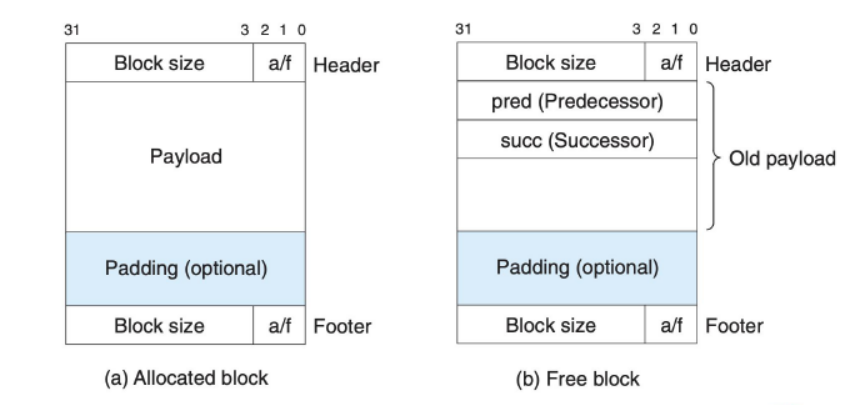 31 3 2 1 0
Block size a/f Header
Payload
Padding (optional)
Block size a/f Footer
(a) Allocated block
31 3 2 1 0
Block size a/f Header
pred (Predecessor)
succ (Successor)
Old payload
Padding (optional)
Block size a/f Footer
(b) Free block